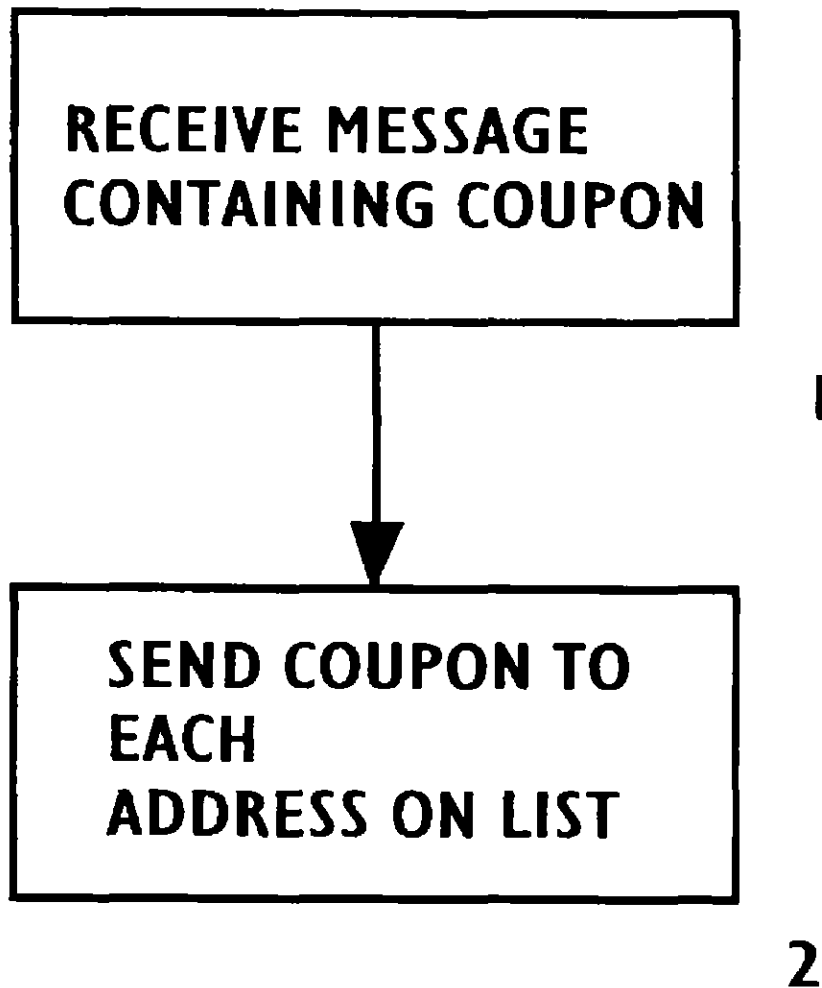 RECEIVE MESSAGE
CONTAINING COUPON
SEND COUPON TO
EACH
ADDRESS ON LIST
2